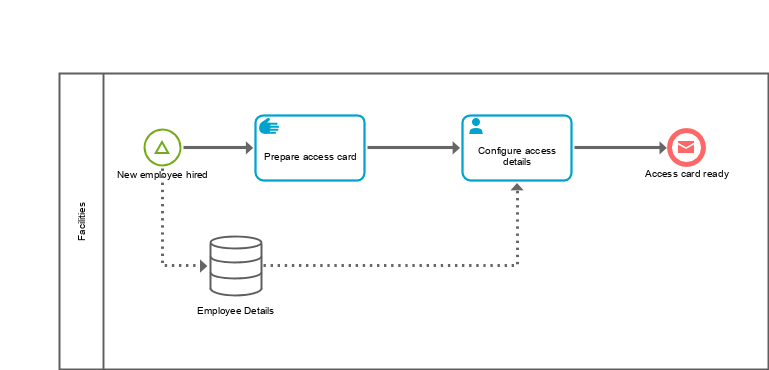 Facilities
New employee hired
Prepare access card
Configure access
details
Access card ready
Employee Details